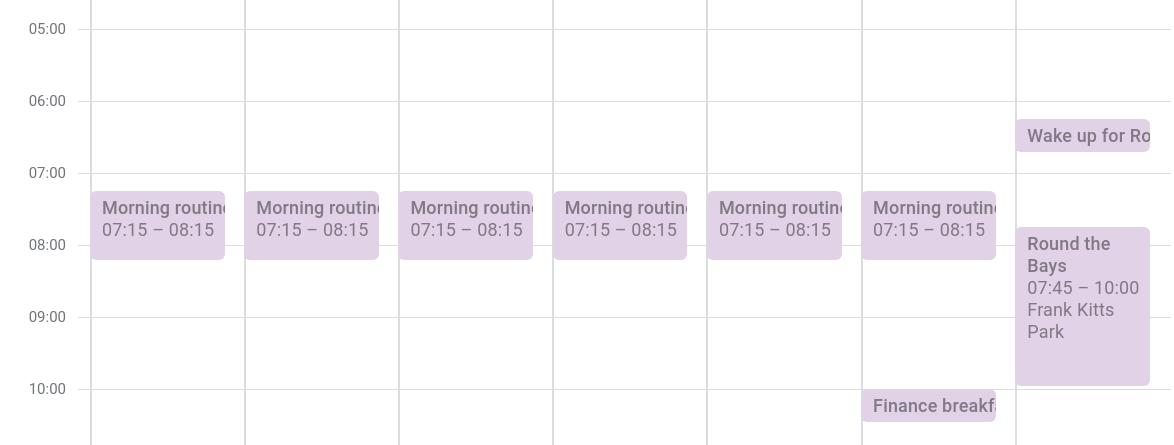 05:00
06:00
Wake up for Ro
07:00
Morning routin
07:15 – 08:15
Morning routin
07:15 – 08:15
Morning routin
07:15 – 08:15
Morning routin
07:15 – 08:15
Morning routin
07:15 – 08:15
Morning routin
07:15 – 08:15
Round the
Bays
07:45 – 10:00
Frank Kitts
Park
08:00
09:00
10:00
Finance breakf